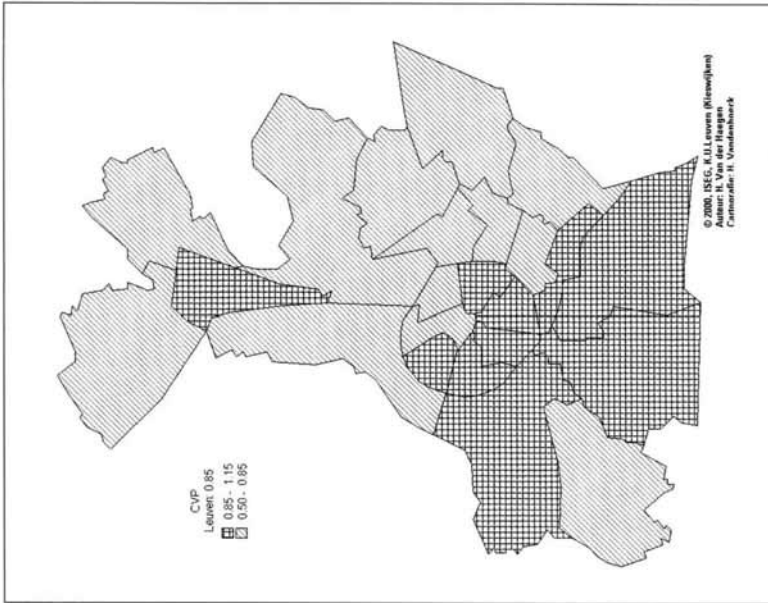 CVP
Leuven: 0.85
0.85 - 1.15
0.50 - 0.85
© 2000, ISEG, K.U.Leuven (Kieswijken)
Auteur: H. Van der Haegen
Cartografie: H. Vandenhoeck